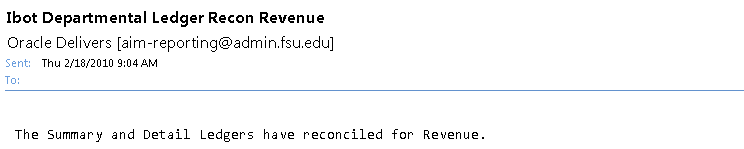 Ibot Departmental Ledger Recon Revenue
Oracle Delivers [aim-reporting@admin.fsu.edu]
Sent: Thu 2/18/2010 9:04 AM
To:
The Summary and Detail Ledgers have reconciled for Revenue.